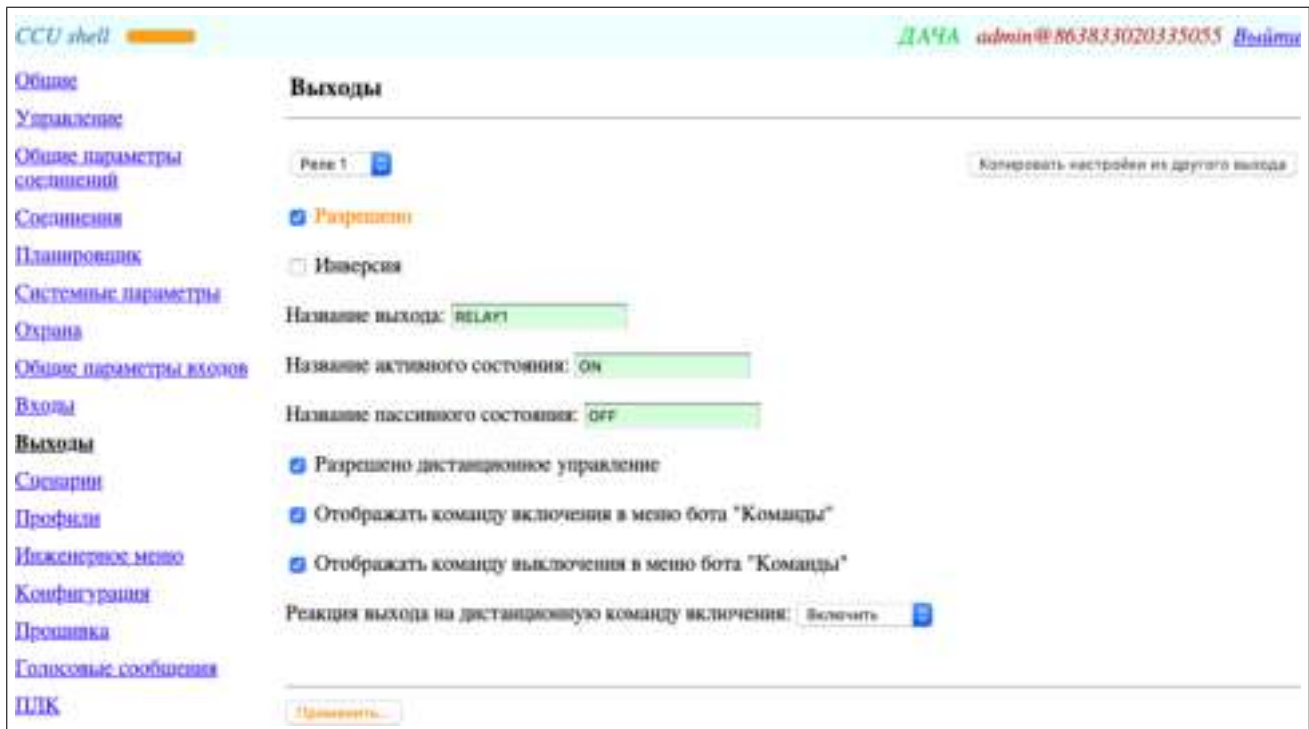 CCU shell ДАЧА admin@863833020335055 Выйти
Общие
Управление
Общие параметры
соединений
Соединения
Планировщик
Системные параметры
Охрана
Общие параметры входов
Входы
Выходы
Сценарии
Профили
Инженерное меню
Конфигурация
Прошивка
Голосовые сообщения
ПЛК
Выходы
Реле 1 Копировать настройки из другого выхода
Разрешено
Инверсия
Название выхода: RELAY1
Название активного состояния: ON
Название пассивного состояния: OFF
Разрешено дистанционное управление
Отображать команду включения в меню бота "Команды"
Отображать команду выключения в меню бота "Команды"
Реакция выхода на дистанционную команду включения: Включить
Применить...